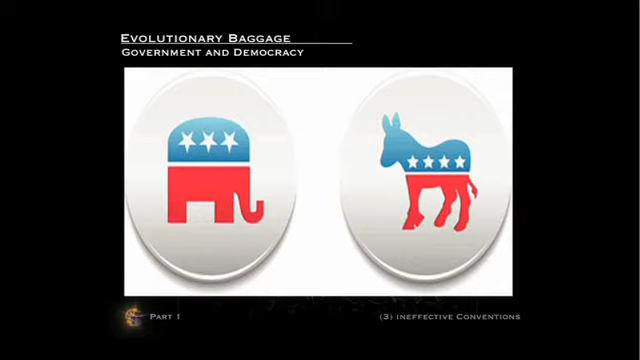 Evolutionary Baggage
Government and Democracy
Part 1
(3) ineffective Conventions